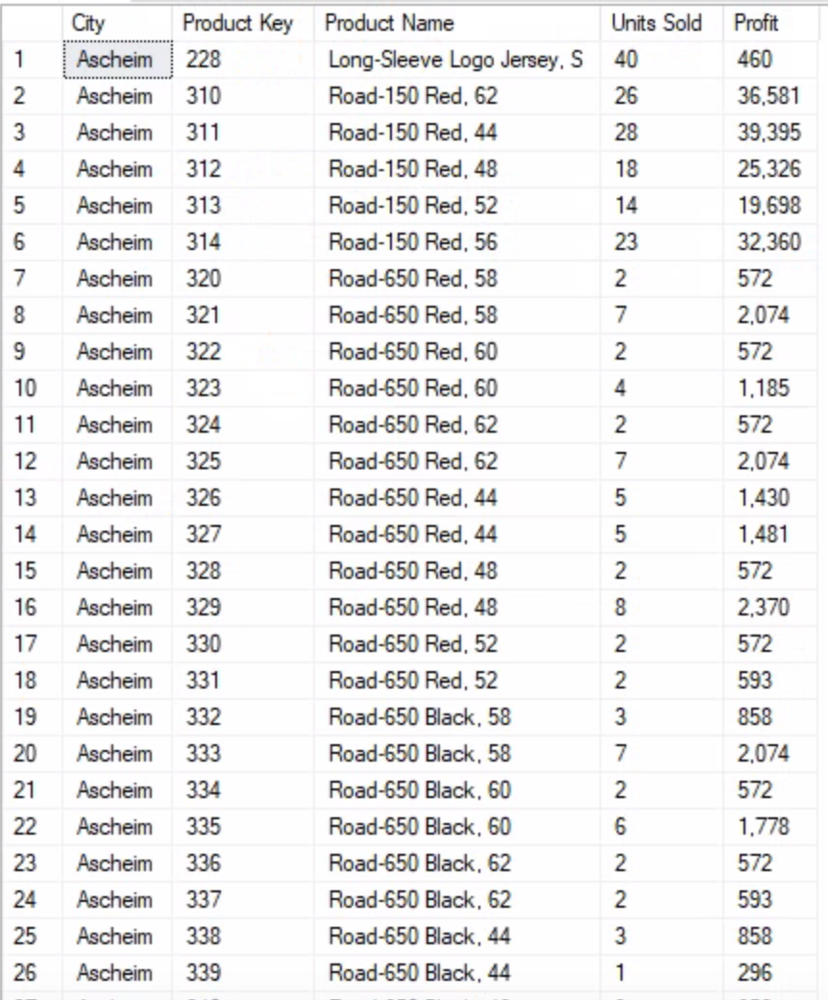 City Product Key Product Name Units Sold Profit
1 Ascheim 228 Long-Sleeve Logo Jersey, S 40 460
2 Ascheim 310 Road-150 Red, 62 26 36,581
3 Ascheim 311 Road-150 Red, 44 28 39,395
4 Ascheim 312 Road-150 Red, 48 18 25,326
5 Ascheim 313 Road-150 Red, 52 14 19,698
6 Ascheim 314 Road-150 Red, 56 23 32,360
7 Ascheim 320 Road-650 Red, 58 2 572
8 Ascheim 321 Road-650 Red, 58 7 2,074
9 Ascheim 322 Road-650 Red, 60 2 572
10 Ascheim 323 Road-650 Red, 60 4 1,185
11 Ascheim 324 Road-650 Red, 62 2 572
12 Ascheim 325 Road-650 Red, 62 7 2,074
13 Ascheim 326 Road-650 Red, 44 5 1,430
14 Ascheim 327 Road-650 Red, 44 5 1,481
15 Ascheim 328 Road-650 Red, 48 2 572
16 Ascheim 329 Road-650 Red, 48 8 2,370
17 Ascheim 330 Road-650 Red, 52 2 572
18 Ascheim 331 Road-650 Red, 52 2 593
19 Ascheim 332 Road-650 Black, 58 3 858
20 Ascheim 333 Road-650 Black, 58 7 2,074
21 Ascheim 334 Road-650 Black, 60 2 572
22 Ascheim 335 Road-650 Black, 60 6 1,778
23 Ascheim 336 Road-650 Black, 62 2 572
24 Ascheim 337 Road-650 Black, 62 2 593
25 Ascheim 338 Road-650 Black, 44 3 858
26 Ascheim 339 Road-650 Black, 44 1 296